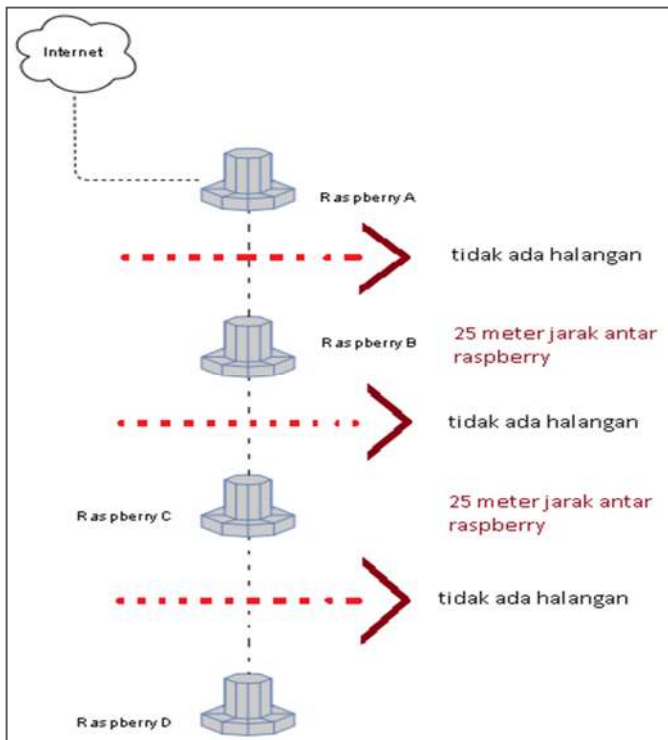 Internet
Raspberry A
tidak ada halangan
Raspberry B
25 meter jarak antar
raspberry
tidak ada halangan
Raspberry C
25 meter jarak antar
raspberry
tidak ada halangan
Raspberry D